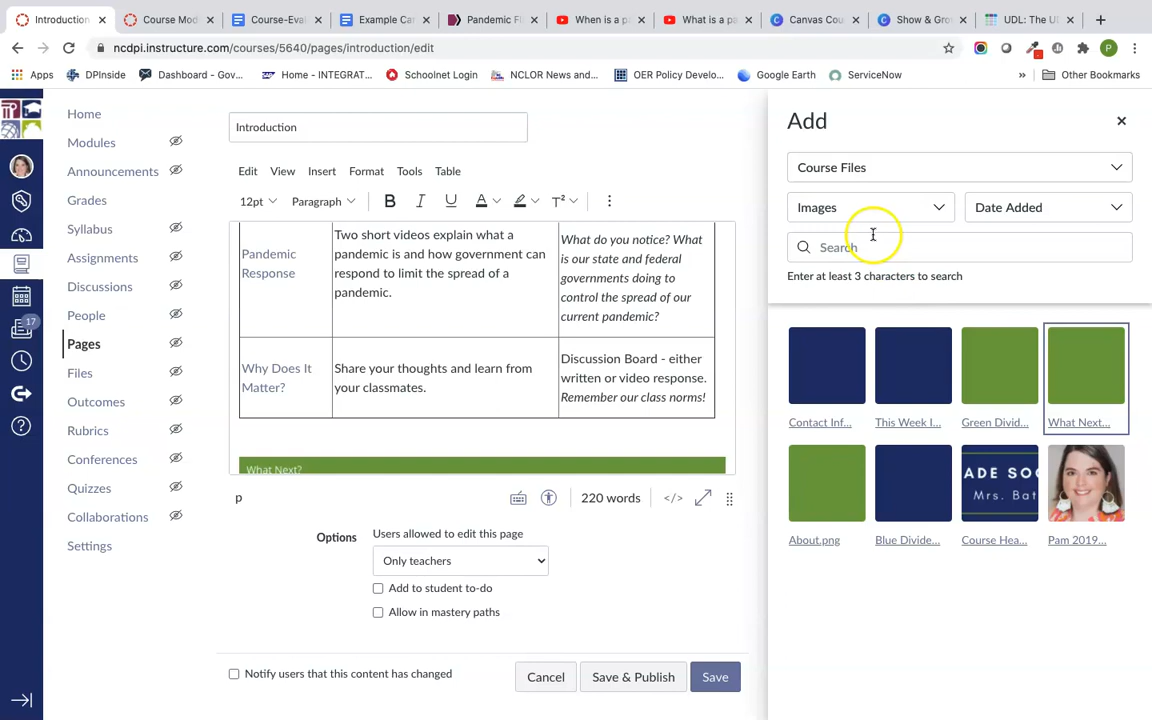 Introduction
Course Mod
Course-Eva
Example Ca
Pandemic F
When is a p
What is a pa
Canvas Cou
Show & Gro
UDL: The U
ncdpi.instructure.com/courses/5640/pages/introduction/edit
P
Apps
DPInside
Dashboard - Gov...
Home - INTEGRAT...
Schoolnet Login
NCLOR News and...
OER Policy Develo...
Google Earth
ServiceNow
»
Other Bookmarks
17
Home
Modules
Announcements
Grades
Syllabus
Assignments
Discussions
People
Pages
Files
Outcomes
Rubrics
Conferences
Quizzes
Collaborations
Settings
Introduction
Edit View Insert Format Tools Table
12pt Paragraph B I U A T²
Pandemic
Response
Two short videos explain what a
pandemic is and how government can
respond to limit the spread of a
pandemic.
What do you notice? What
is our state and federal
governments doing to
control the spread of our
current pandemic?
Why Does It
Matter?
Share your thoughts and learn from
your classmates.
Discussion Board - either
written or video response.
Remember our class norms!
What Next?
p
220 words
</>
Options
Users allowed to edit this page
Only teachers
Add to student to-do
Allow in mastery paths
Notify users that this content has changed
Cancel
Save & Publish
Save
Add
Course Files
Images
Date Added
Search
Enter at least 3 characters to search
Contact Inf...
This Week I...
Green Divid...
What Next...
ADE SOC
Mrs. Bat
About.png
Blue Divide...
Course Hea...
Pam 2019...